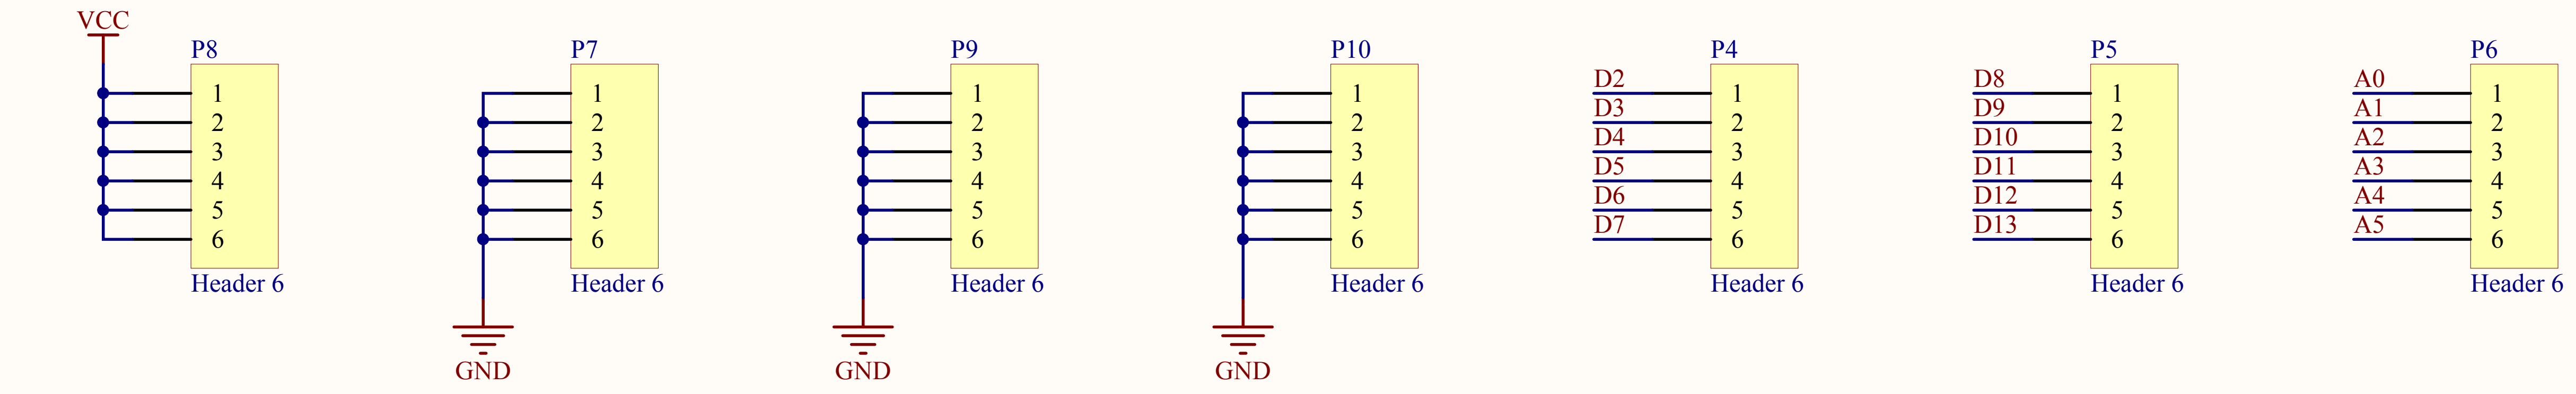 VCC
P8
1
2
3
4
5
6
Header 6
P7
1
2
3
4
5
6
Header 6
GND
P9
1
2
3
4
5
6
Header 6
GND
P10
1
2
3
4
5
6
Header 6
GND
P4
D2 1
D3 2
D4 3
D5 4
D6 5
D7 6
Header 6
P5
D8 1
D9 2
D10 3
D11 4
D12 5
D13 6
Header 6
P6
A0 1
A1 2
A2 3
A3 4
A4 5
A5 6
Header 6